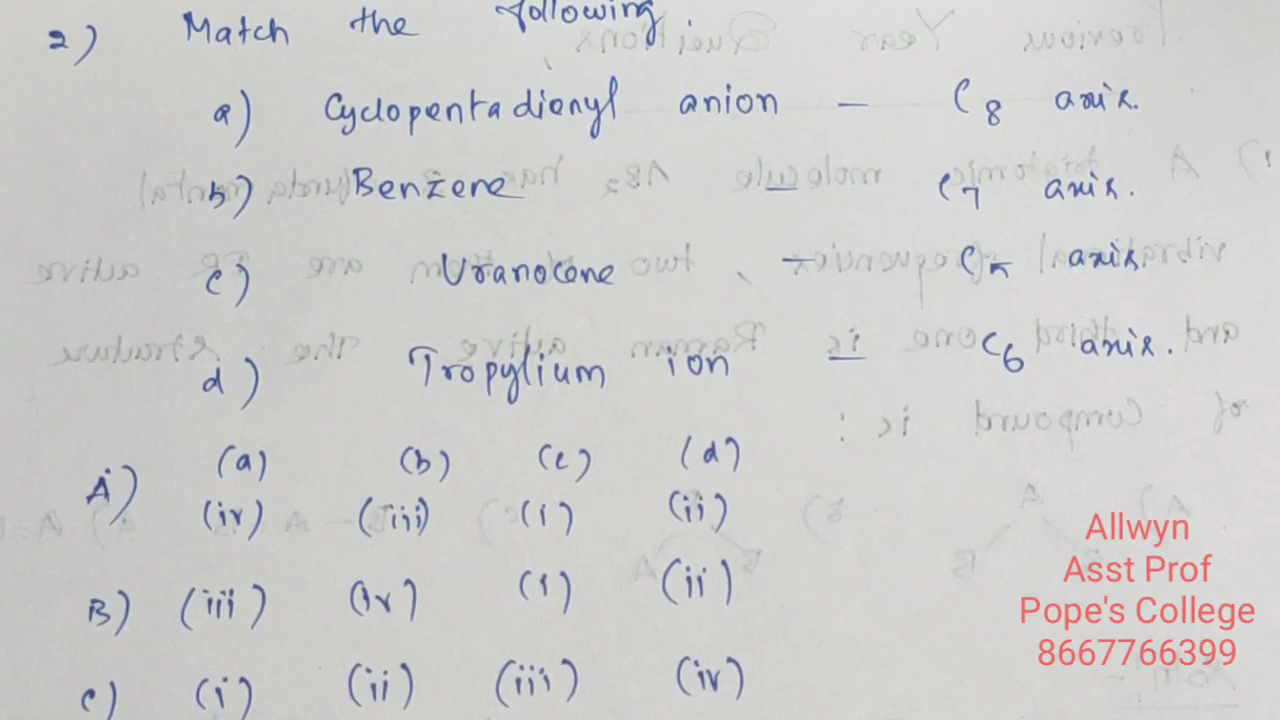 2) Match the following
a) Cyclopentadienyl anion – C8 axis.
b) Benzene – C7 axis.
c) Uranocene – C5 axis.
d) Tropylium ion – C6 axis.
(a) (b) (c) (d)
A) (iv) (iii) (i) (ii)
B) (iii) (iv) (i) (ii)
C) (i) (ii) (iii) (iv)
Allwyn
Asst Prof
Pope's College
8667766399